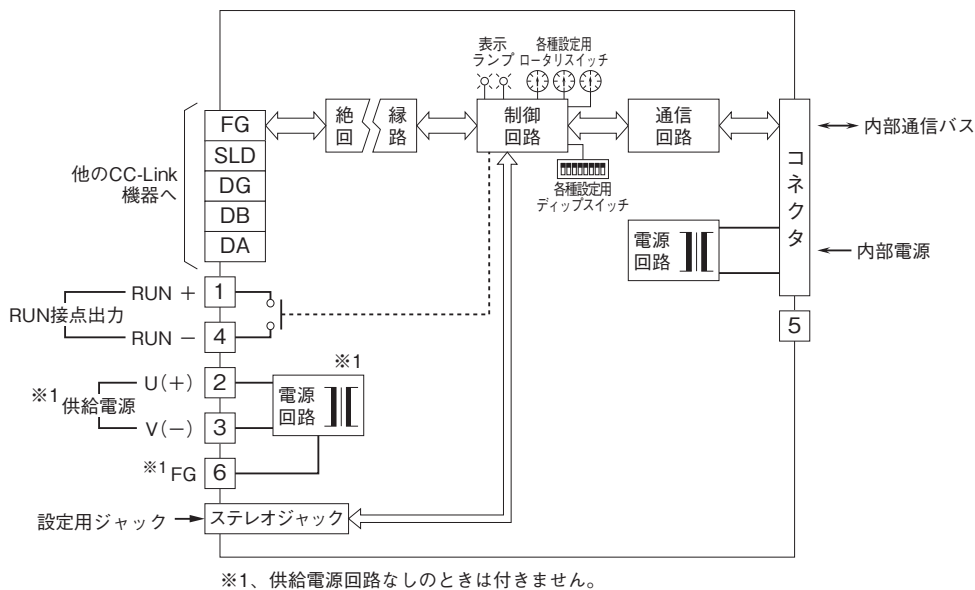 表示
ランプ
各種設定用
ロータリスイッチ
他のCC-Link
機器へ
FG
SLD
DG
DB
DA
絶 縁
回 路
制御
回路
通信
回路
コネクタ
内部通信バス
各種設定用
ディップスイッチ
電源
回路
内部電源
5
RUN接点出力
RUN +
1
RUN −
4
※1
※1 供給電源
U(+)
2
V(−)
3
電源
回路
※1 FG
6
設定用ジャック
ステレオジャック
※1、供給電源回路なしのときは付きません。